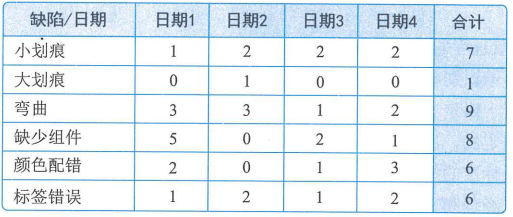 缺陷/日期 日期1 日期2 日期3 日期4 合计
小划痕 1 2 2 2 7
大划痕 0 1 0 0 1
弯曲 3 3 1 2 9
缺少组件 5 0 2 1 8
颜色配错 2 0 1 3 6
标签错误 1 2 1 2 6